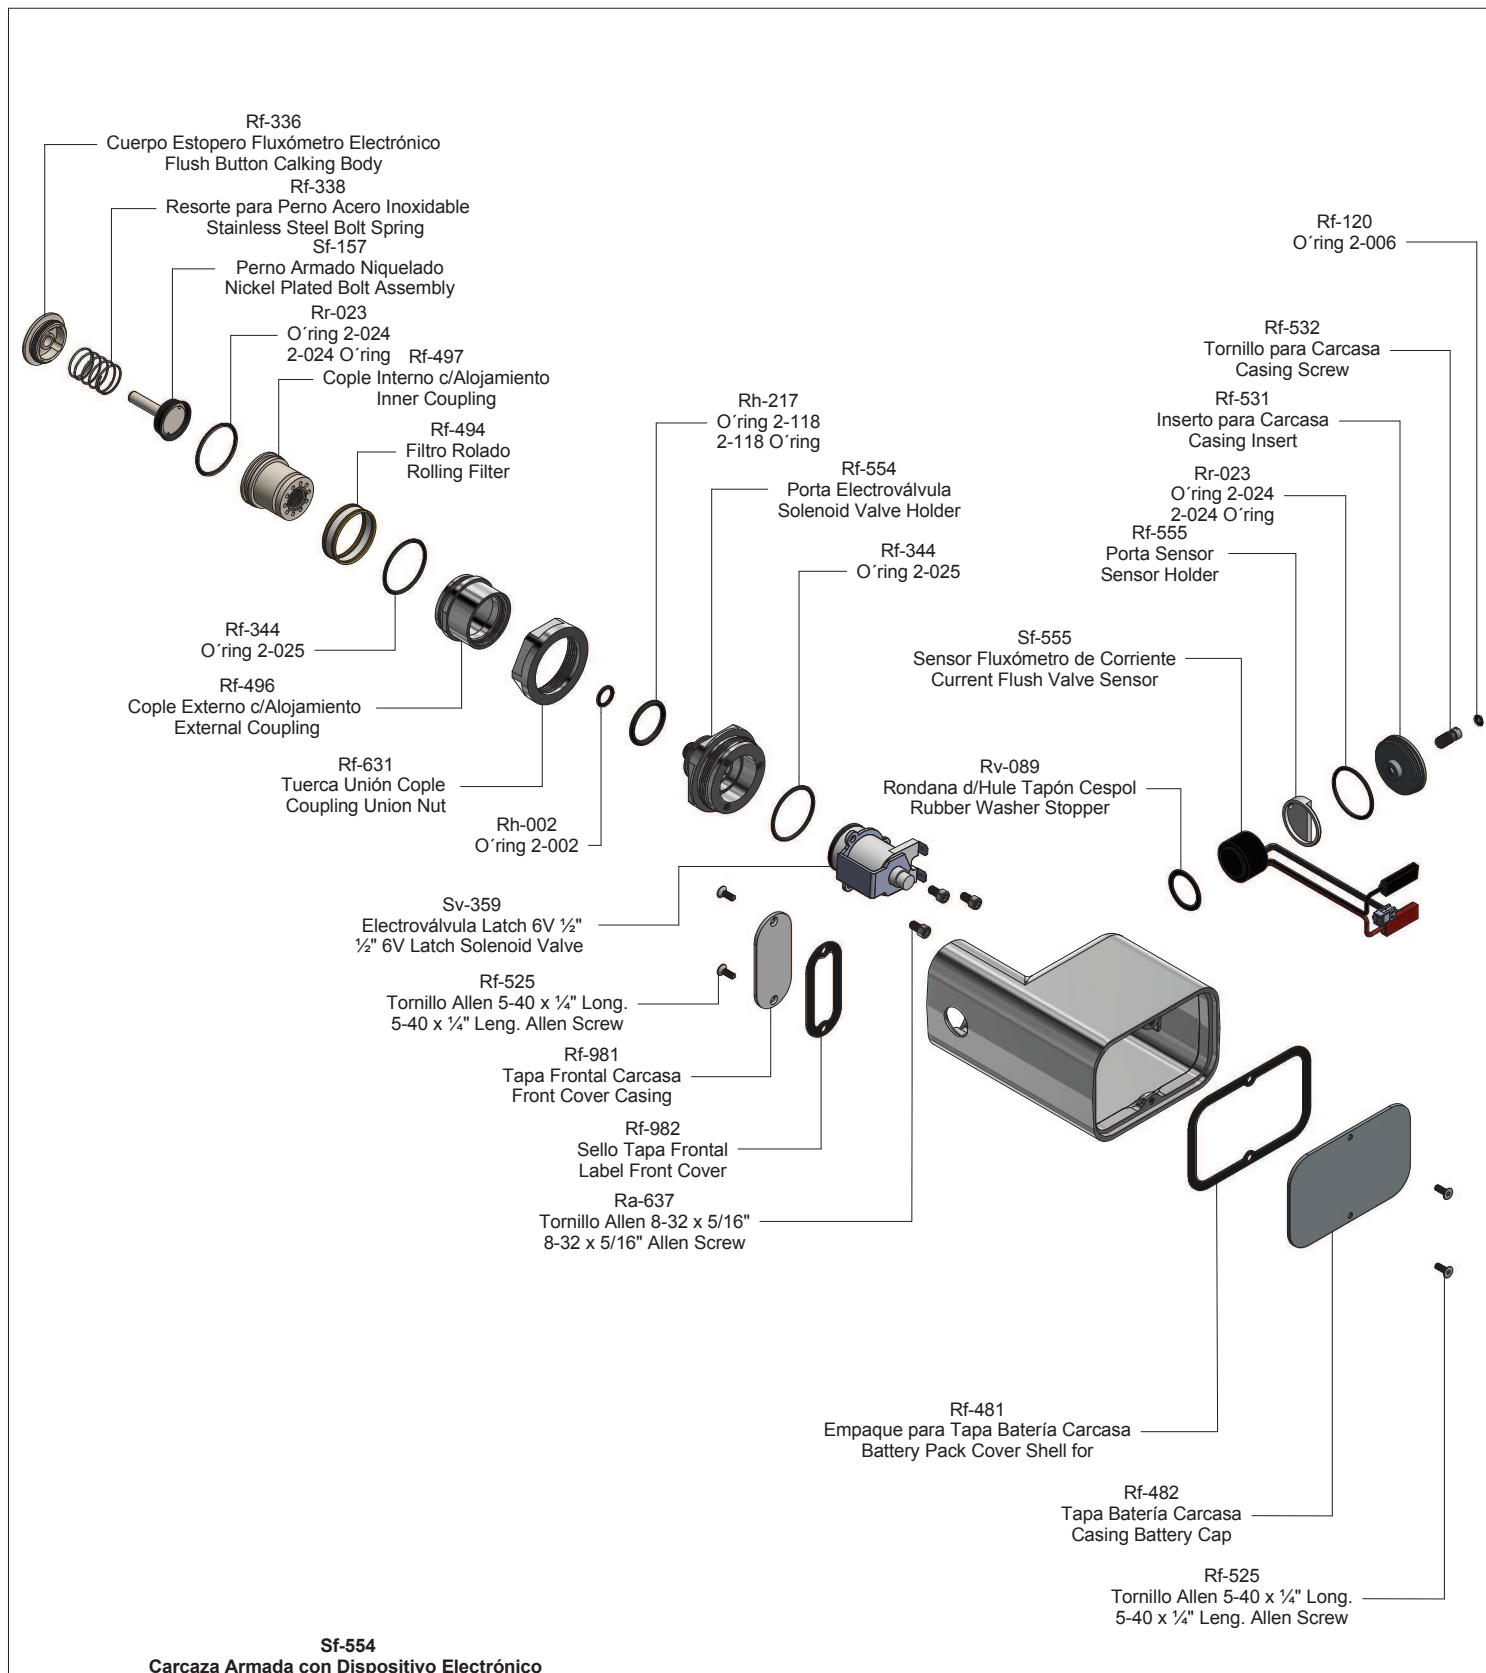 Rf-336
Cuerpo Estopero Fluxómetro Electrónico
Flush Button Calking Body
Rf-338
Resorte para Perno Acero Inoxidable
Stainless Steel Bolt Spring
Sf-157
Perno Armado Niquelado
Nickel Plated Bolt Assembly
Rr-023
O´ring 2-024
2-024 O´ring
Rf-497
Cople Interno c/Alojamiento
Inner Coupling
Rf-494
Filtro Rolado
Rolling Filter
Rf-344
O´ring 2-025
Rf-496
Cople Externo c/Alojamiento
External Coupling
Rf-631
Tuerca Unión Cople
Coupling Union Nut
Rh-002
O´ring 2-002
Rh-217
O´ring 2-118
2-118 O´ring
Rf-554
Porta Electroválvula
Solenoid Valve Holder
Rf-344
O´ring 2-025
Rf-120
O´ring 2-006
Rf-532
Tornillo para Carcasa
Casing Screw
Rf-531
Inserto para Carcasa
Casing Insert
Rr-023
O´ring 2-024
2-024 O´ring
Rf-555
Porta Sensor
Sensor Holder
Sf-555
Sensor Fluxómetro de Corriente
Current Flush Valve Sensor
Rv-089
Rondana d/Hule Tapón Cespol
Rubber Washer Stopper
Sv-359
Electroválvula Latch 6V ½"
½" 6V Latch Solenoid Valve
Rf-525
Tornillo Allen 5-40 x ¼" Long.
5-40 x ¼" Leng. Allen Screw
Rf-981
Tapa Frontal Carcasa
Front Cover Casing
Rf-982
Sello Tapa Frontal
Label Front Cover
Ra-637
Tornillo Allen 8-32 x 5/16"
8-32 x 5/16" Allen Screw
Rf-481
Empaque para Tapa Batería Carcasa
Battery Pack Cover Shell for
Rf-482
Tapa Batería Carcasa
Casing Battery Cap
Rf-525
Tornillo Allen 5-40 x ¼" Long.
5-40 x ¼" Leng. Allen Screw
Sf-554
Carcaza Armada con Dispositivo Electrónico